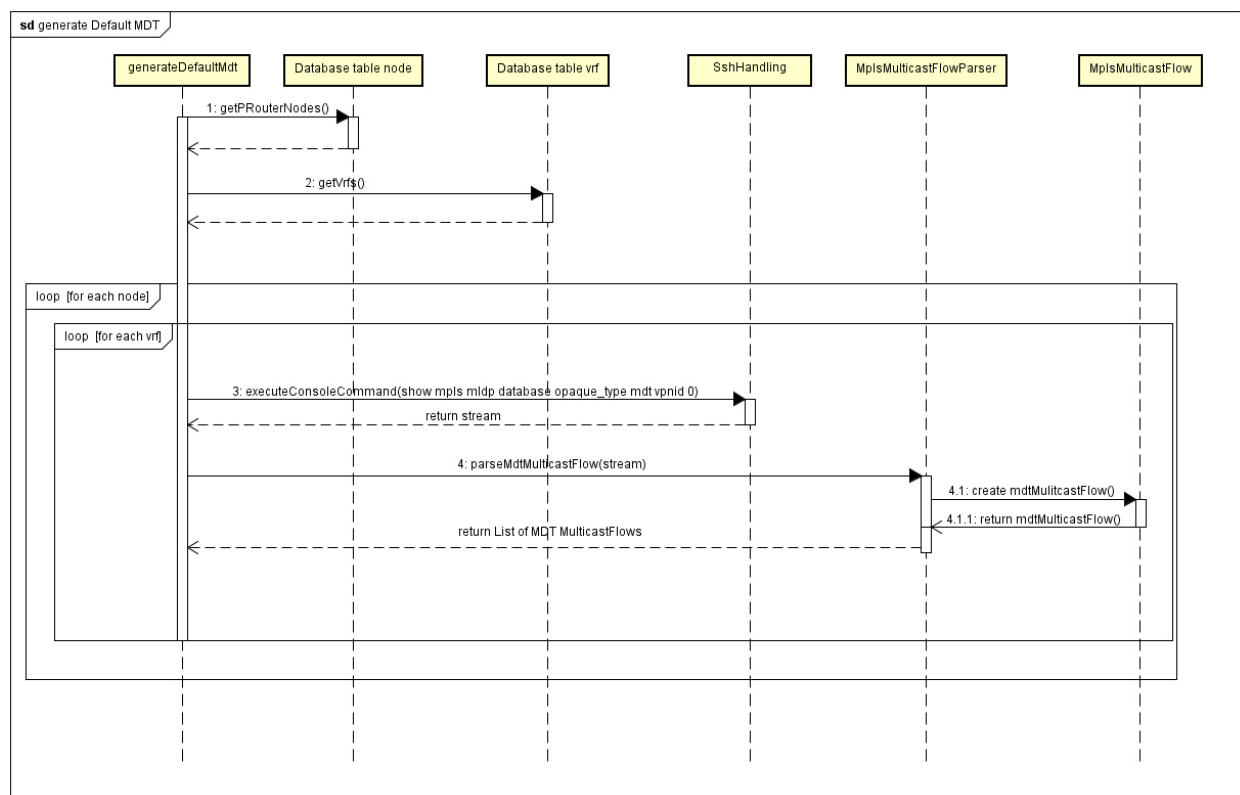 sd generate Default MDT
generateDefaultMdt
Database table node
Database table vrf
SshHandling
MplsMulticastFlowParser
MplsMulticastFlow
1: getPRouterNodes()
2: getVrfs()
loop [for each node]
loop [for each vrf]
3: executeConsoleCommand(show mpls mldp database opaque_type mdt vpnid 0)
return stream
4: parseMdtMulticastFlow(stream)
4.1: create mdtMulitcastFlow()
4.1.1: return mdtMulticastFlow()
return List of MDT MulticastFlows